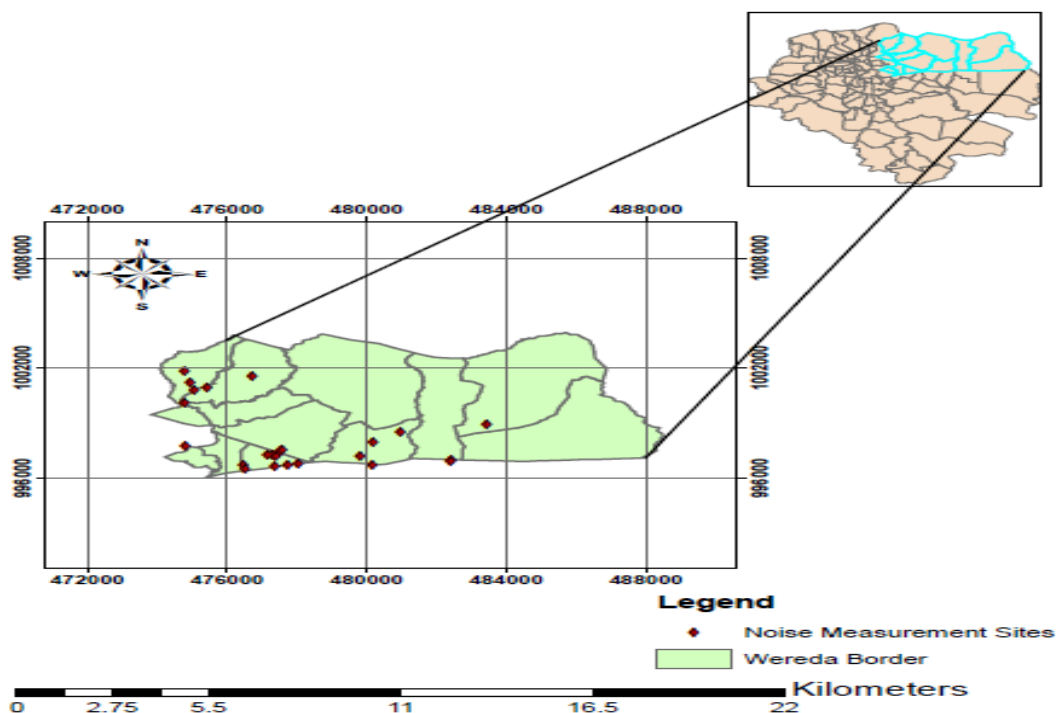 472000 476000 480000 484000 488000
N
W E
S
1008000 1008000
1002000 1002000
996000 996000
472000 476000 480000 484000 488000
Legend
Noise Measurement Sites
Wereda Border
Kilometers
0 2.75 5.5 11 16.5 22